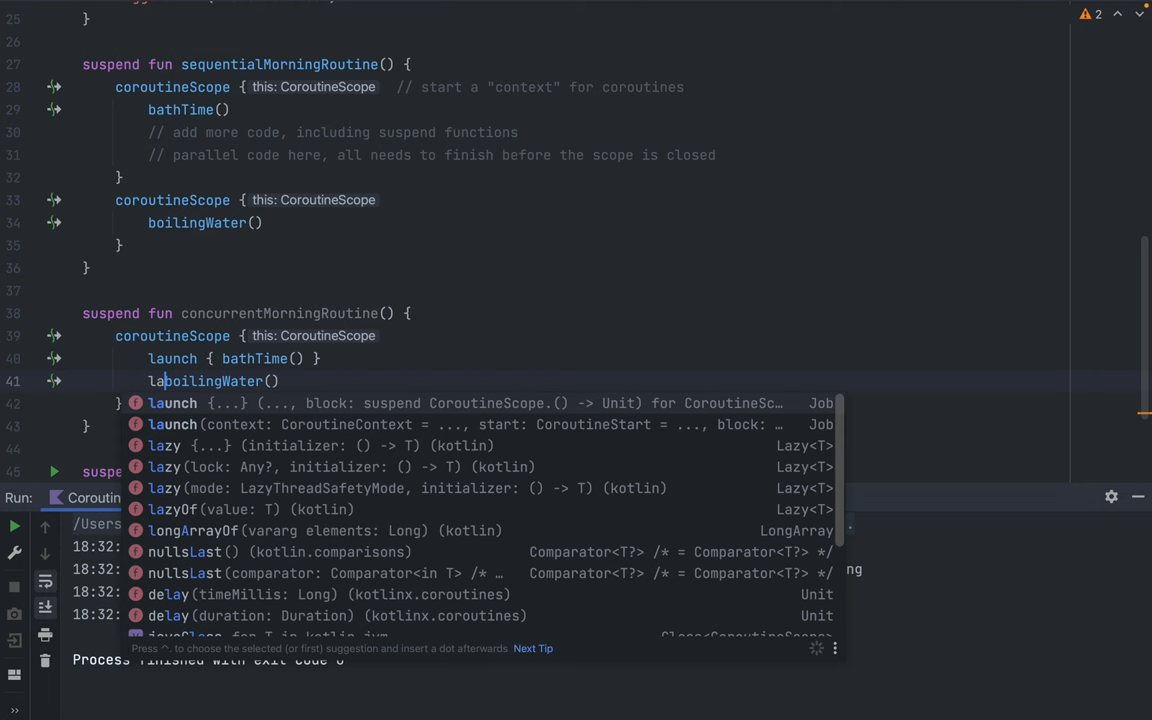 25 }
2
26
27 suspend fun sequentialMorningRoutine() {
28 coroutineScope { this: CoroutineScope // start a "context" for coroutines
29 bathTime()
30 // add more code, including suspend functions
31 // parallel code here, all needs to finish before the scope is closed
32 }
33 coroutineScope { this: CoroutineScope
34 boilingWater()
35 }
36 }
37
38 suspend fun concurrentMorningRoutine() {
39 coroutineScope { this: CoroutineScope
40 launch { bathTime() }
41 laboilingWater()
42 }
launch {...} (..., block: suspend CoroutineScope.() -> Unit) for CoroutineSc... Job
43 }
launch(context: CoroutineContext = ..., start: CoroutineStart = ..., block: ... Job
44
lazy {...} (initializer: () -> T) (kotlin) Lazy<T>
45 suspe
lazy(lock: Any?, initializer: () -> T) (kotlin) Lazy<T>
lazy(mode: LazyThreadSafetyMode, initializer: () -> T) (kotlin) Lazy<T>
Run: Coroutin
lazyOf(value: T) (kotlin) Lazy<T>
/Users
longArrayOf(vararg elements: Long) (kotlin) LongArray
18:32:
nullsLast() (kotlin.comparisons) Comparator<T?> /* = Comparator<T?> */
18:32: ng
nullsLast(comparator: Comparator<in T> /* … Comparator<T?> /* = Comparator<T?> */
18:32:
delay(timeMillis: Long) (kotlinx.coroutines) Unit
18:32:
delay(duration: Duration) (kotlinx.coroutines) Unit
Press ^. to choose the selected (or first) suggestion and insert a dot afterwards Next Tip
Process finished with exit code